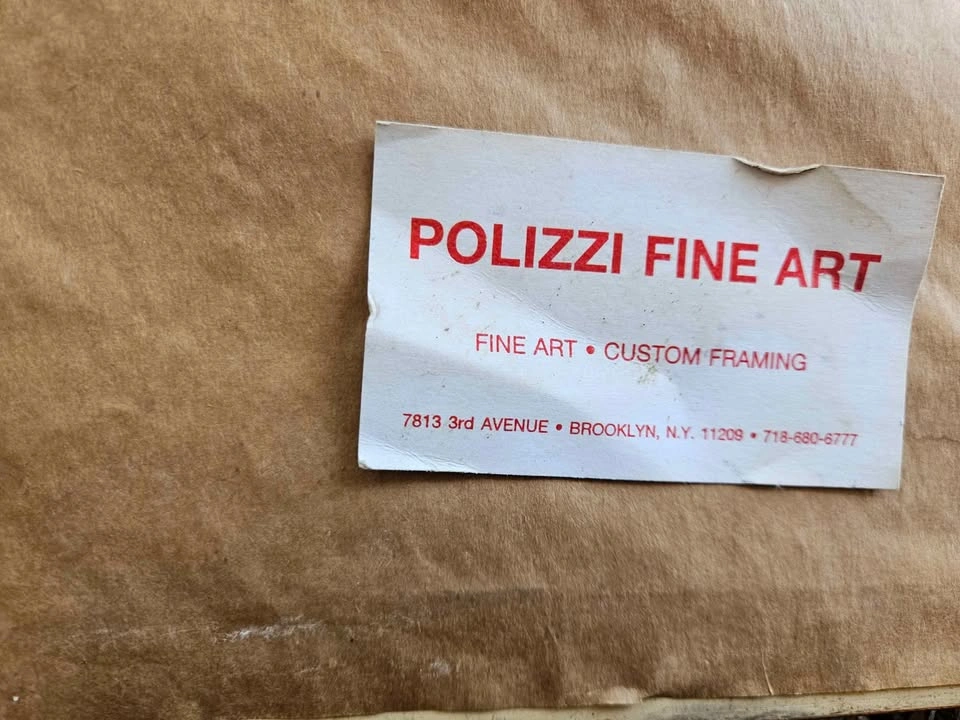 POLIZZI FINE ART
FINE ART • CUSTOM FRAMING
7813 3rd AVENUE • BROOKLYN, N.Y. 11209 • 718-680-6777